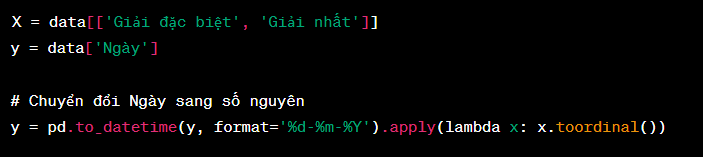 X = data[['Giải đặc biệt', 'Giải nhất']]
y = data['Ngày']
# Chuyển đổi Ngày sang số nguyên
y = pd.to_datetime(y, format='%d-%m-%Y').apply(lambda x: x.toordinal())